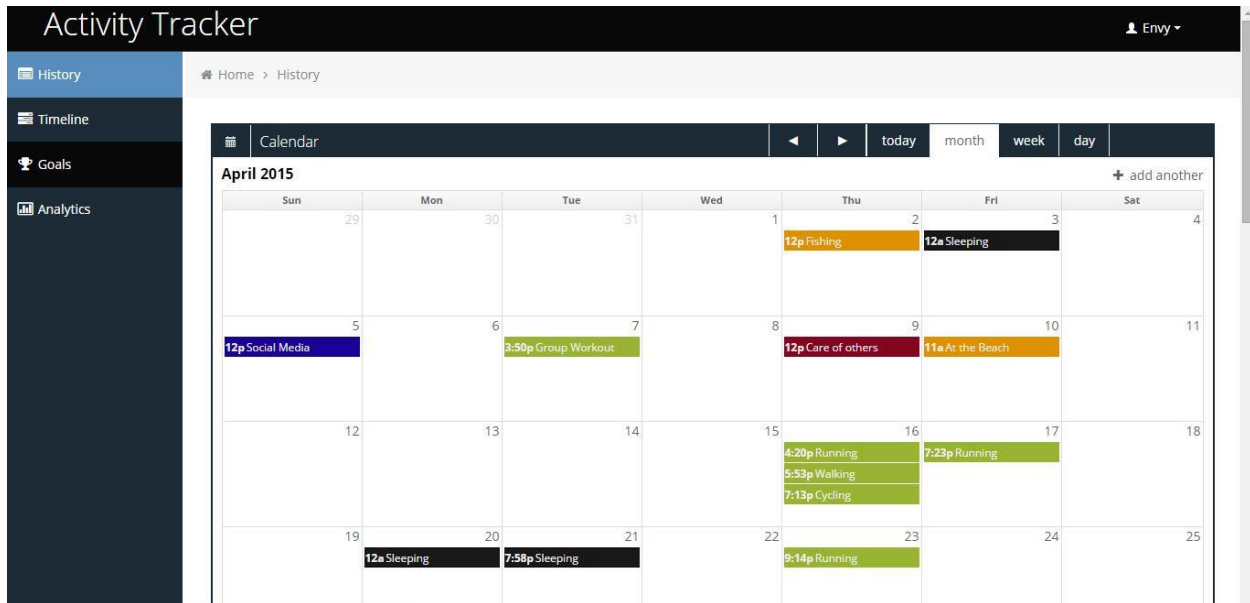 Activity Tracker
Envy
History
Home > History
Timeline
Goals
Analytics
Calendar
today month week day
April 2015
+ add another
Sun Mon Tue Wed Thu Fri Sat
29 30 31 1 2 3 4
12p Fishing 12a Sleeping
5 6 7 8 9 10 11
12p Social Media 3:50p Group Workout 12p Care of others 11a At the Beach
12 13 14 15 16 17 18
4:20p Running 7:23p Running
5:53p Walking
7:13p Cycling
19 20 21 22 23 24 25
12a Sleeping 7:58p Sleeping 9:14p Running